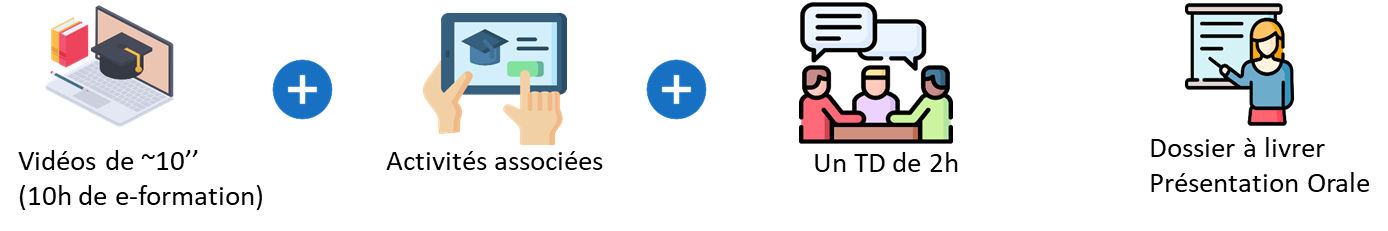 Vidéos de ~10’’
(10h de e-formation)
Activités associées
Un TD de 2h
Dossier à livrer
Présentation Orale